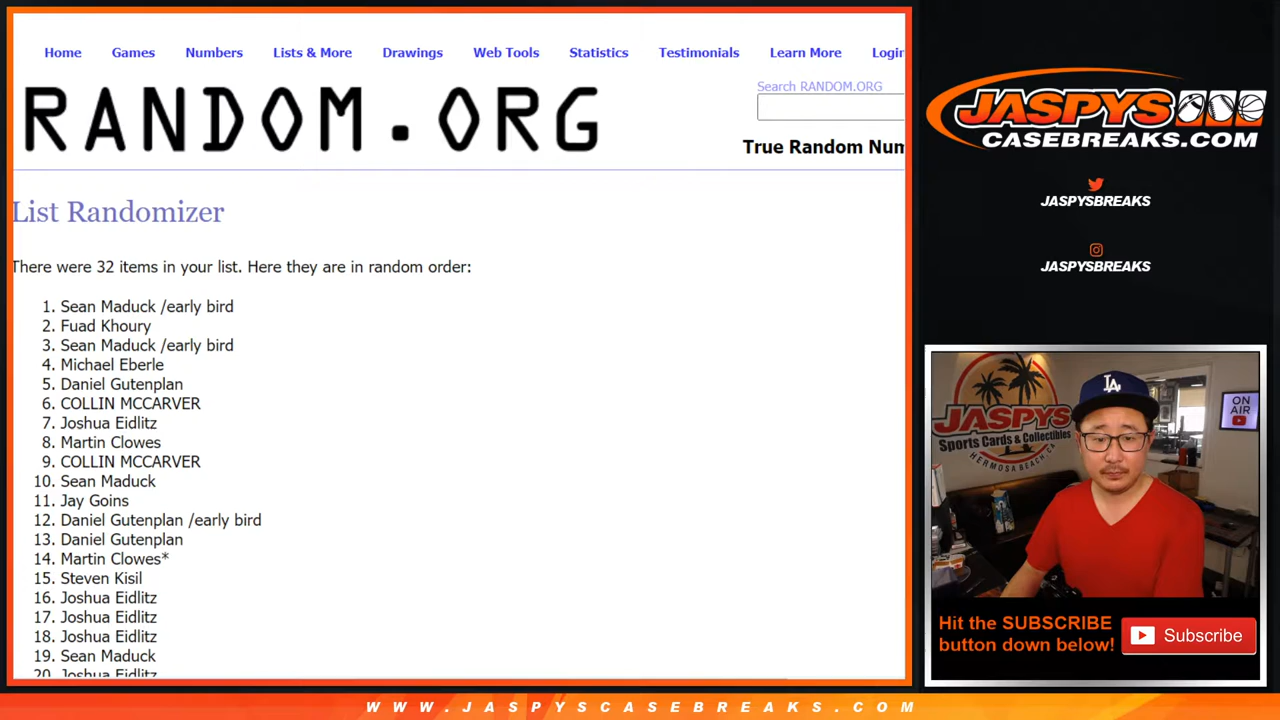 Home Games Numbers Lists & More Drawings Web Tools Statistics Testimonials Learn More Login
RANDOM.ORG
Search RANDOM.ORG
True Random Num
List Randomizer
There were 32 items in your list. Here they are in random order:
1. Sean Maduck /early bird
2. Fuad Khoury
3. Sean Maduck /early bird
4. Michael Eberle
5. Daniel Gutenplan
6. COLLIN MCCARVER
7. Joshua Eidlitz
8. Martin Clowes
9. COLLIN MCCARVER
10. Sean Maduck
11. Jay Goins
12. Daniel Gutenplan /early bird
13. Daniel Gutenplan
14. Martin Clowes*
15. Steven Kisil
16. Joshua Eidlitz
17. Joshua Eidlitz
18. Joshua Eidlitz
19. Sean Maduck
20. Joshua Eidlitz
JASPYS
CASEBREAKS.COM
JASPYSBREAKS
JASPYSBREAKS
JASPYS
Sports Cards & Collectibles
HERMOSA BEACH CA
LA
ON AIR
Hit the SUBSCRIBE
button down below!
Subscribe
WWW.JASPYSCASEBREAKS.COM